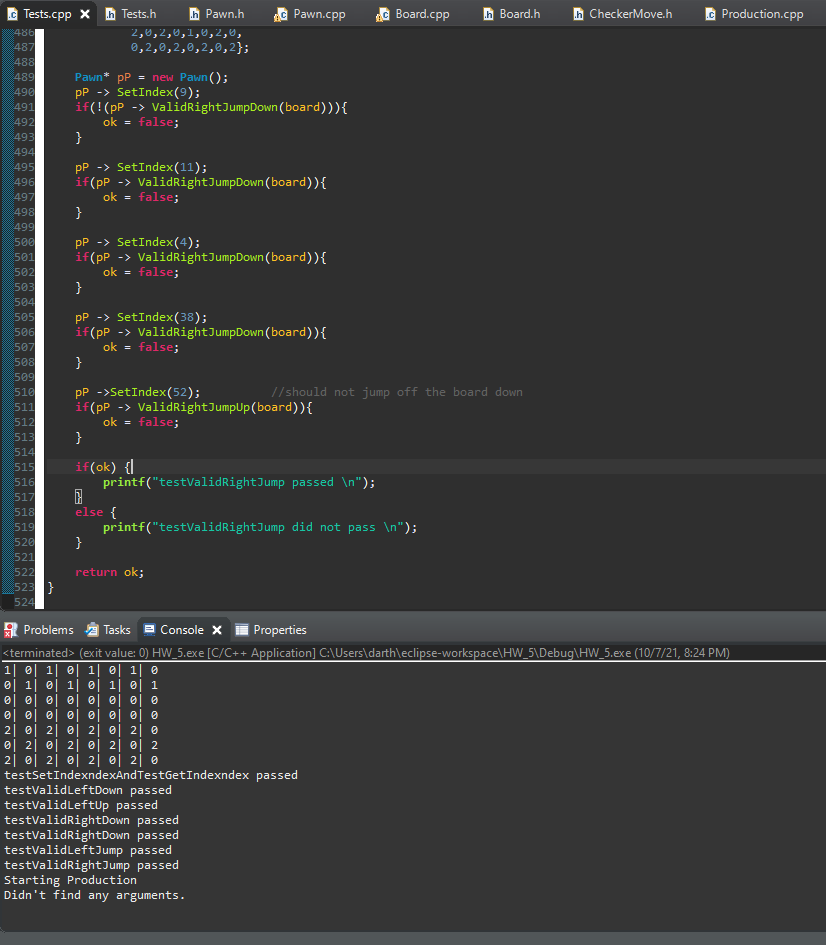 Tests.cpp Tests.h Pawn.h Pawn.cpp Board.cpp Board.h CheckerMove.h Production.cpp
486 2,0,2,0,1,0,2,0,
487 0,2,0,2,0,2,0,2};
488
489 Pawn* pP = new Pawn();
490 pP -> SetIndex(9);
491 if(!(pP -> ValidRightJumpDown(board))){
492 ok = false;
493 }
494
495 pP -> SetIndex(11);
496 if(pP -> ValidRightJumpDown(board)){
497 ok = false;
498 }
499
500 pP -> SetIndex(4);
501 if(pP -> ValidRightJumpDown(board)){
502 ok = false;
503 }
504
505 pP -> SetIndex(38);
506 if(pP -> ValidRightJumpDown(board)){
507 ok = false;
508 }
509
510 pP ->SetIndex(52); //should not jump off the board down
511 if(pP -> ValidRightJumpUp(board)){
512 ok = false;
513 }
514
515 if(ok) {
516 printf("testValidRightJump passed \n");
517 }
518 else {
519 printf("testValidRightJump did not pass \n");
520 }
521
522 return ok;
523 }
524
Problems Tasks Console Properties
<terminated> (exit value: 0) HW_5.exe [C/C++ Application] C:\Users\darth\eclipse-workspace\HW_5\Debug\HW_5.exe (10/7/21, 8:24 PM)
1| 0| 1| 0| 1| 0| 1| 0
0| 1| 0| 1| 0| 1| 0| 1
0| 0| 0| 0| 0| 0| 0| 0
0| 0| 0| 0| 0| 0| 0| 0
2| 0| 2| 0| 2| 0| 2| 0
0| 2| 0| 2| 0| 2| 0| 2
2| 0| 2| 0| 2| 0| 2| 0
testSetIndexndexAndTestGetIndexndex passed
testValidLeftDown passed
testValidLeftUp passed
testValidRightDown passed
testValidRightDown passed
testValidLeftJump passed
testValidRightJump passed
Starting Production
Didn't find any arguments.